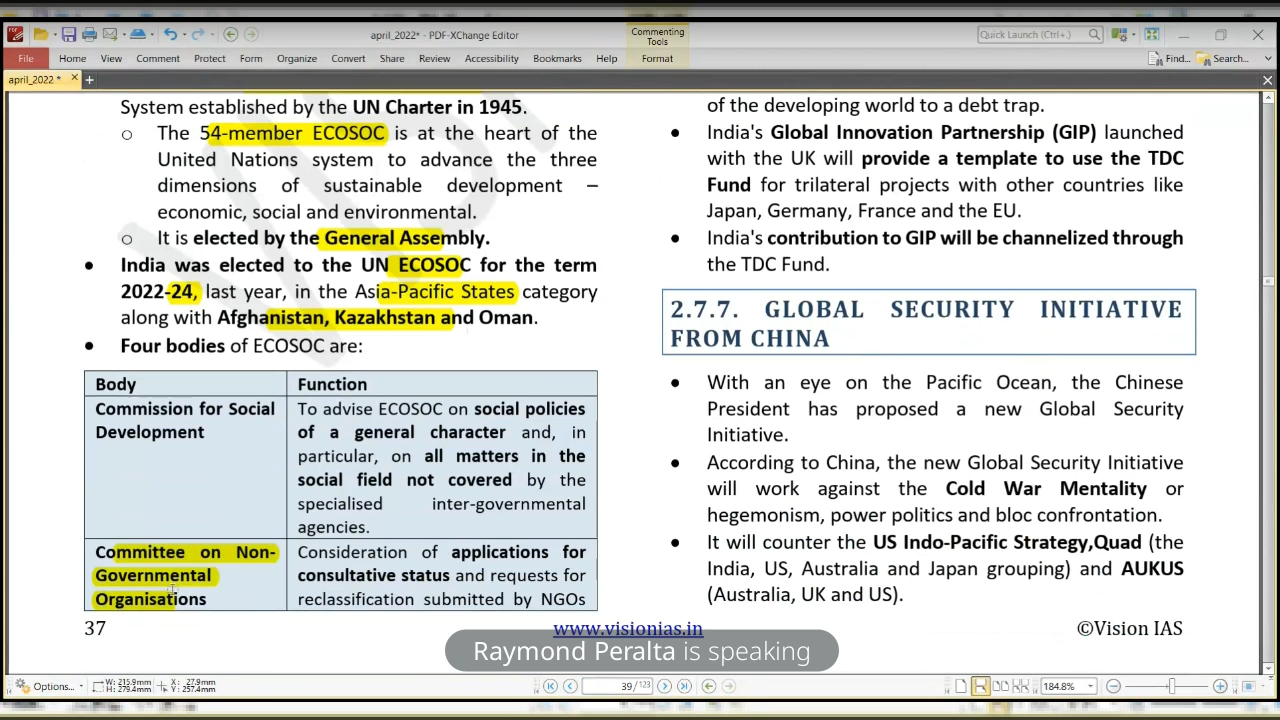 april_2022* - PDF-XChange Editor
Commenting
Tools
Quick Launch (Ctrl+.)
File Home View Comment Protect Form Organize Convert Share Review Accessibility Bookmarks Help Format
Find... Search...
april_2022 *
System established by the UN Charter in 1945.
o The 54-member ECOSOC is at the heart of the
United Nations system to advance the three
dimensions of sustainable development –
economic, social and environmental.
o It is elected by the General Assembly.
• India was elected to the UN ECOSOC for the term
2022-24, last year, in the Asia-Pacific States category
along with Afghanistan, Kazakhstan and Oman.
• Four bodies of ECOSOC are:
Body Function
Commission for Social
Development
To advise ECOSOC on social policies
of a general character and, in
particular, on all matters in the
social field not covered by the
specialised inter-governmental
agencies.
Committee on Non-
Governmental
Organisations
Consideration of applications for
consultative status and requests for
reclassification submitted by NGOs
of the developing world to a debt trap.
• India's Global Innovation Partnership (GIP) launched
with the UK will provide a template to use the TDC
Fund for trilateral projects with other countries like
Japan, Germany, France and the EU.
• India's contribution to GIP will be channelized through
the TDC Fund.
2.7.7. GLOBAL SECURITY INITIATIVE
FROM CHINA
• With an eye on the Pacific Ocean, the Chinese
President has proposed a new Global Security
Initiative.
• According to China, the new Global Security Initiative
will work against the Cold War Mentality or
hegemonism, power politics and bloc confrontation.
• It will counter the US Indo-Pacific Strategy,Quad (the
India, US, Australia and Japan grouping) and AUKUS
(Australia, UK and US).
37 www.visionias.in ©Vision IAS
Raymond Peralta is speaking
Options... W: 215.9mm X: 27.9mm 39 / 123 184.8%
H: 279.4mm Y: 257.4mm